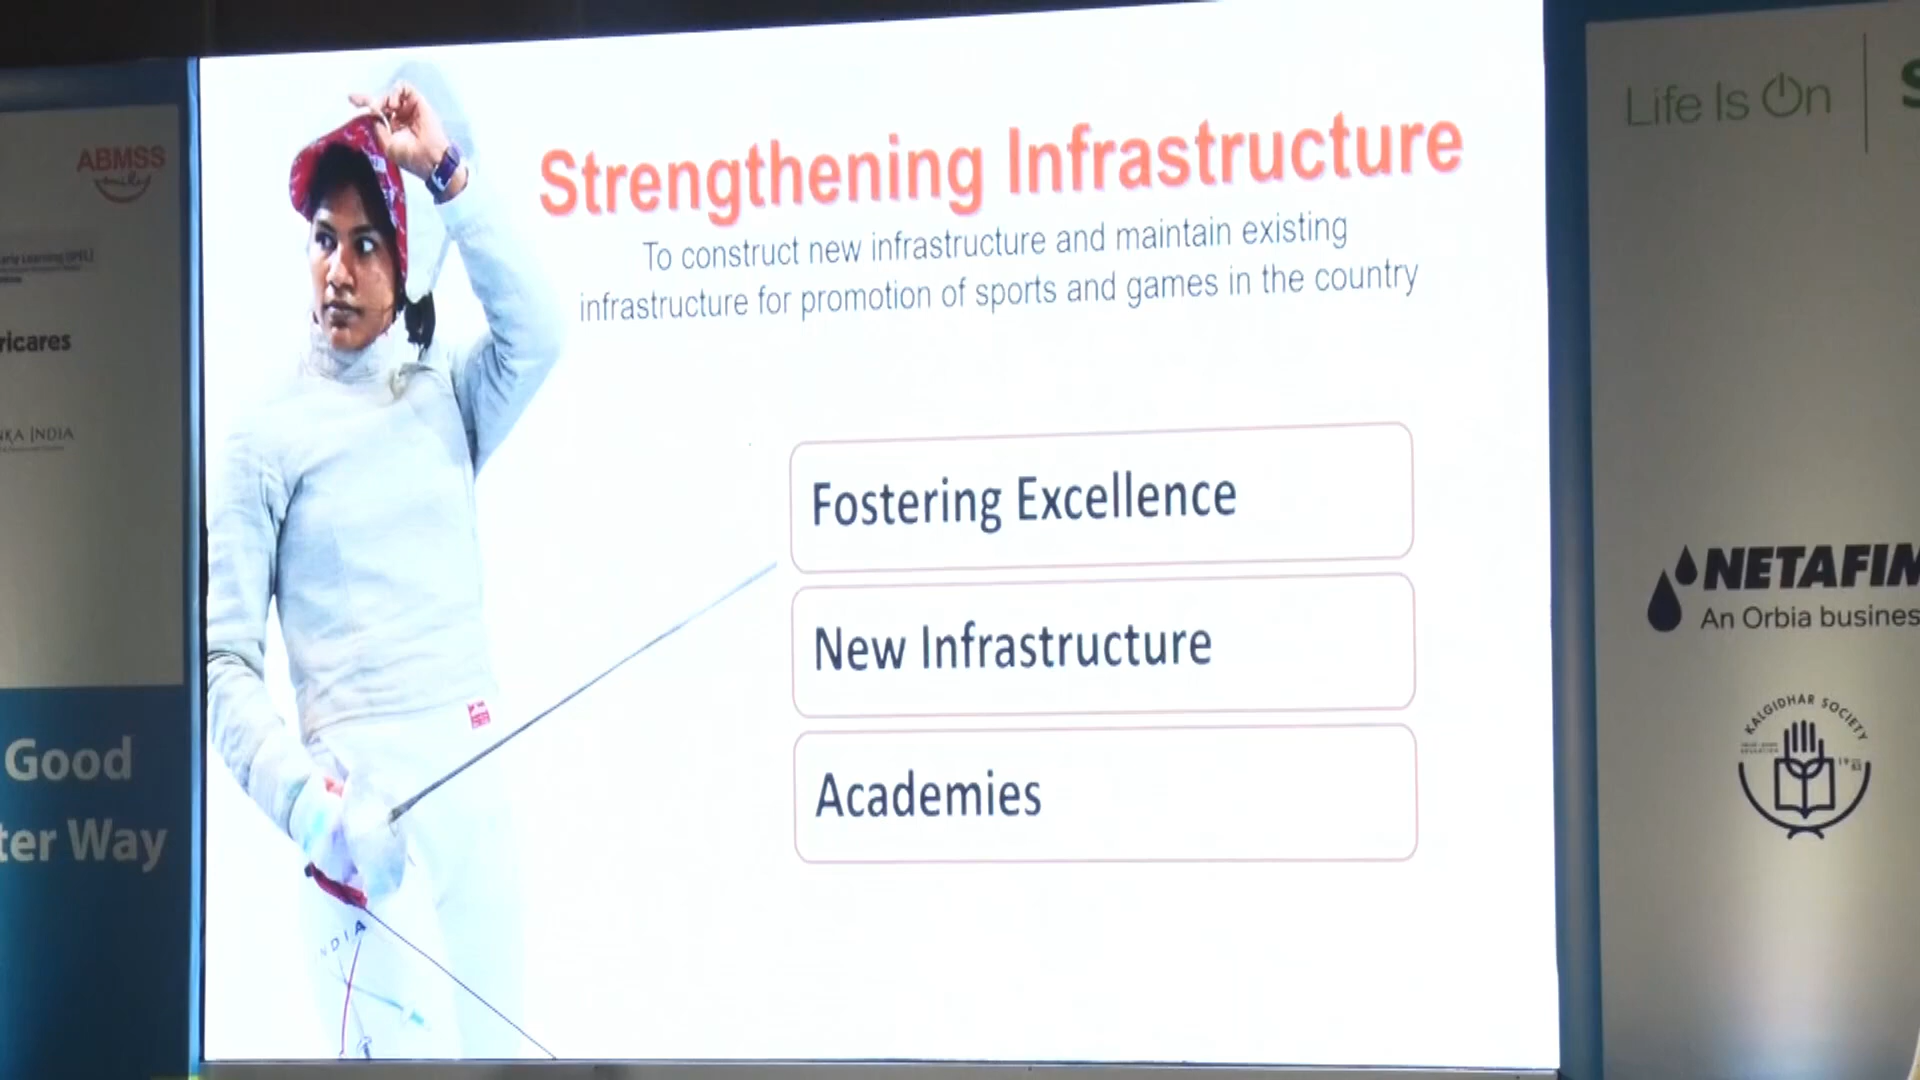 ABMSS
ricares
NKA INDIA
Good
ter Way
Strengthening Infrastructure
To construct new infrastructure and maintain existing
infrastructure for promotion of sports and games in the country
Fostering Excellence
New Infrastructure
Academies
INDIA
Life Is On
S
NETAFIM
An Orbia business
KALGIDHAR SOCIETY